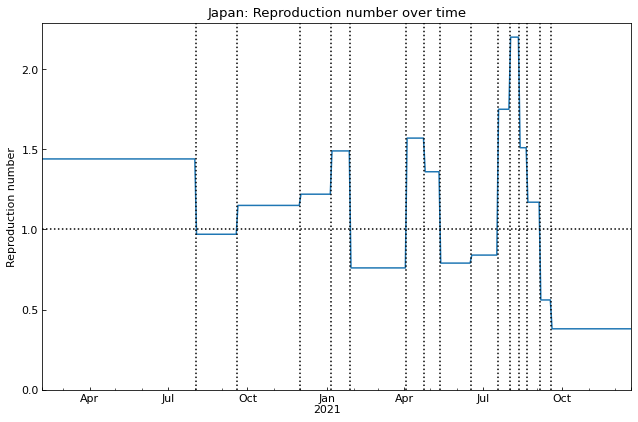 Japan: Reproduction number over time
Reproduction number
2.0
1.5
1.0
0.5
0.0
Apr
Jul
Oct
Jan
2021
Apr
Jul
Oct